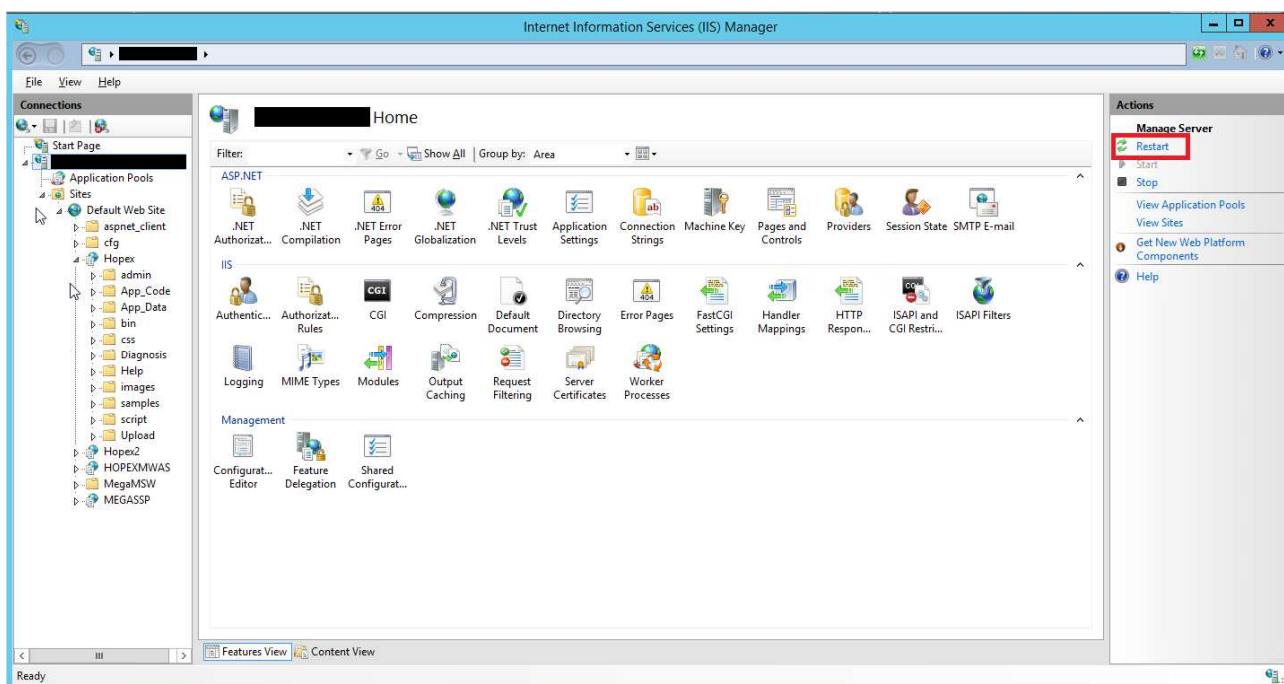 Internet Information Services (IIS) Manager
File View Help
Connections
Start Page
Application Pools
Sites
Default Web Site
aspnet_client
cfg
Hopex
admin
App_Code
App_Data
bin
css
Diagnosis
Help
images
samples
script
Upload
Hopex2
HOPEXMWAS
MegaMSW
MEGASSP
Home
Filter: Go Show All Group by: Area
ASP.NET
.NET Authorizat...
.NET Compilation
.NET Error Pages
.NET Globalization
.NET Trust Levels
Application Settings
Connection Strings
Machine Key
Pages and Controls
Providers
Session State
SMTP E-mail
IIS
Authentic...
Authorizat... Rules
CGI
Compression
Default Document
Directory Browsing
Error Pages
FastCGI Settings
Handler Mappings
HTTP Respon...
ISAPI and CGI Restri...
ISAPI Filters
Logging
MIME Types
Modules
Output Caching
Request Filtering
Server Certificates
Worker Processes
Management
Configurat... Editor
Feature Delegation
Shared Configurat...
Features View Content View
Actions
Manage Server
Restart
Start
Stop
View Application Pools
View Sites
Get New Web Platform
Components
Help
Ready